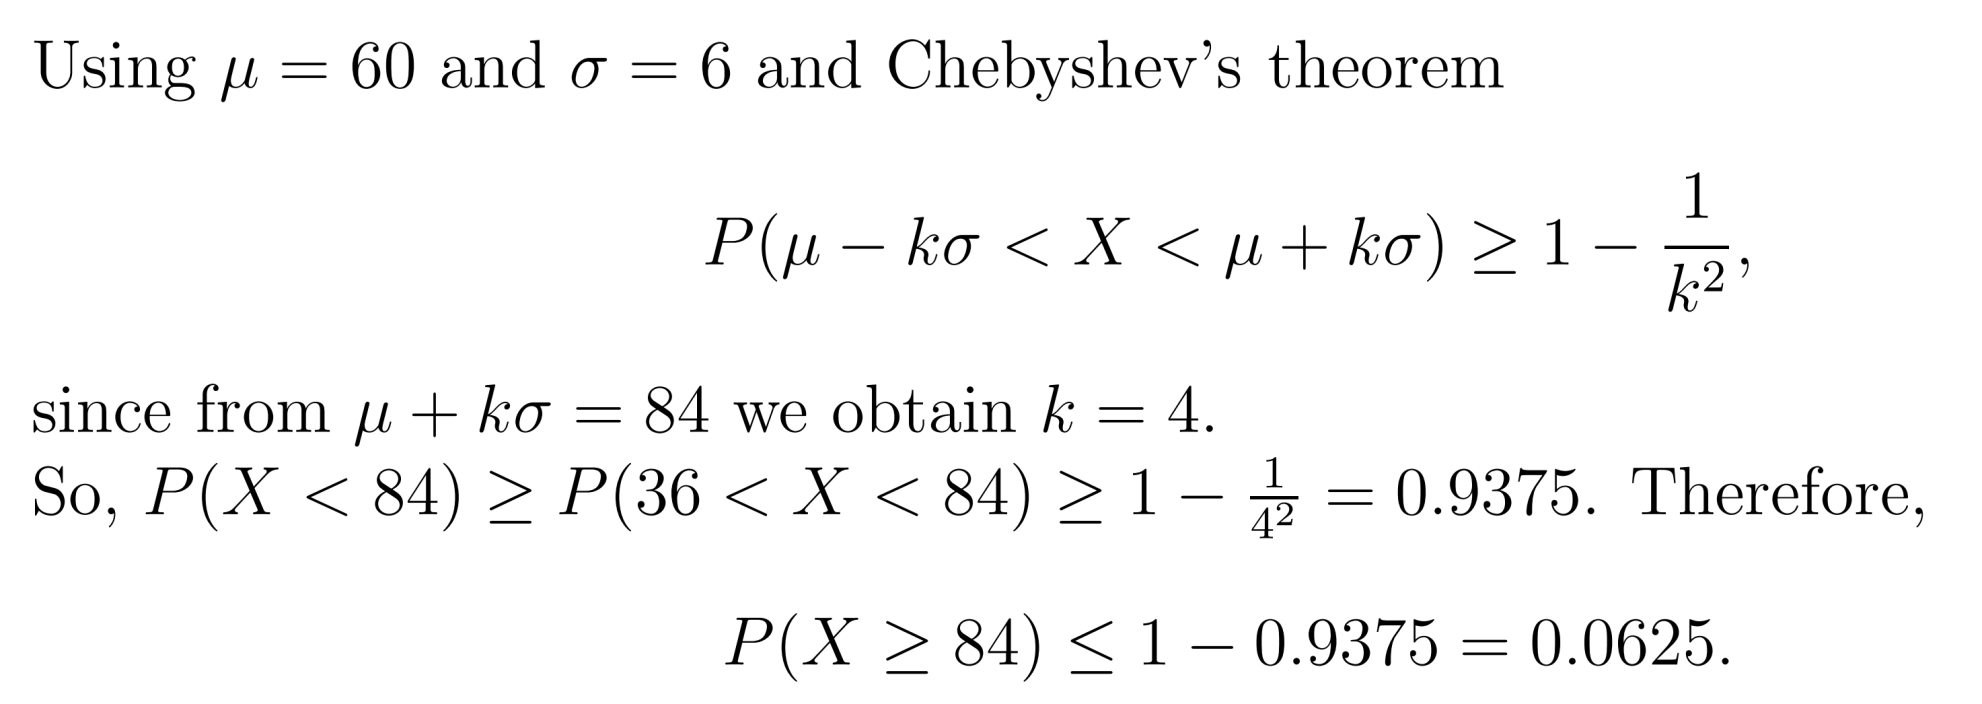 Using μ = 60 and σ = 6 and Chebyshev's theorem
P(μ − kσ < X < μ + kσ) ≥ 1 − 1/k²,
since from μ + kσ = 84 we obtain k = 4.
So, P(X < 84) ≥ P(36 < X < 84) ≥ 1 − 1/4² = 0.9375. Therefore,
P(X ≥ 84) ≤ 1 − 0.9375 = 0.0625.